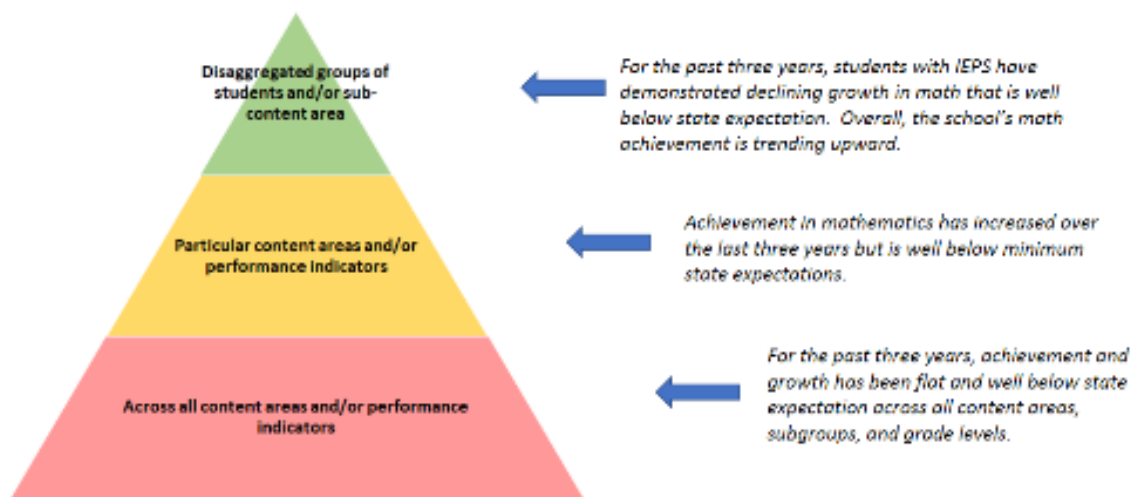 Disaggregated groups of
students and/or sub-
content area
For the past three years, students with IEPS have
demonstrated declining growth in math that is well
below state expectation.  Overall, the school's math
achievement is trending upward.
Particular content areas and/or
performance indicators
Achievement in mathematics has increased over
the last three years but is well below minimum
state expectations.
Across all content areas and/or performance
indicators
For the past three years, achievement and
growth has been flat and well below state
expectation across all content areas,
subgroups, and grade levels.